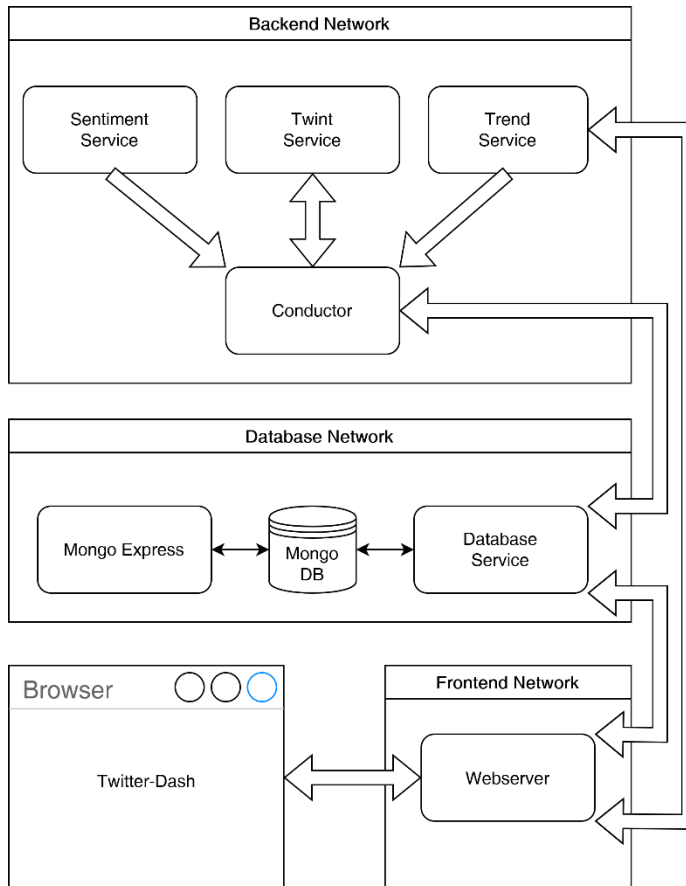 Backend Network
Sentiment
Service
Twint
Service
Trend
Service
Conductor
Database Network
Mongo Express
Mongo
DB
Database
Service
Browser
Twitter-Dash
Frontend Network
Webserver